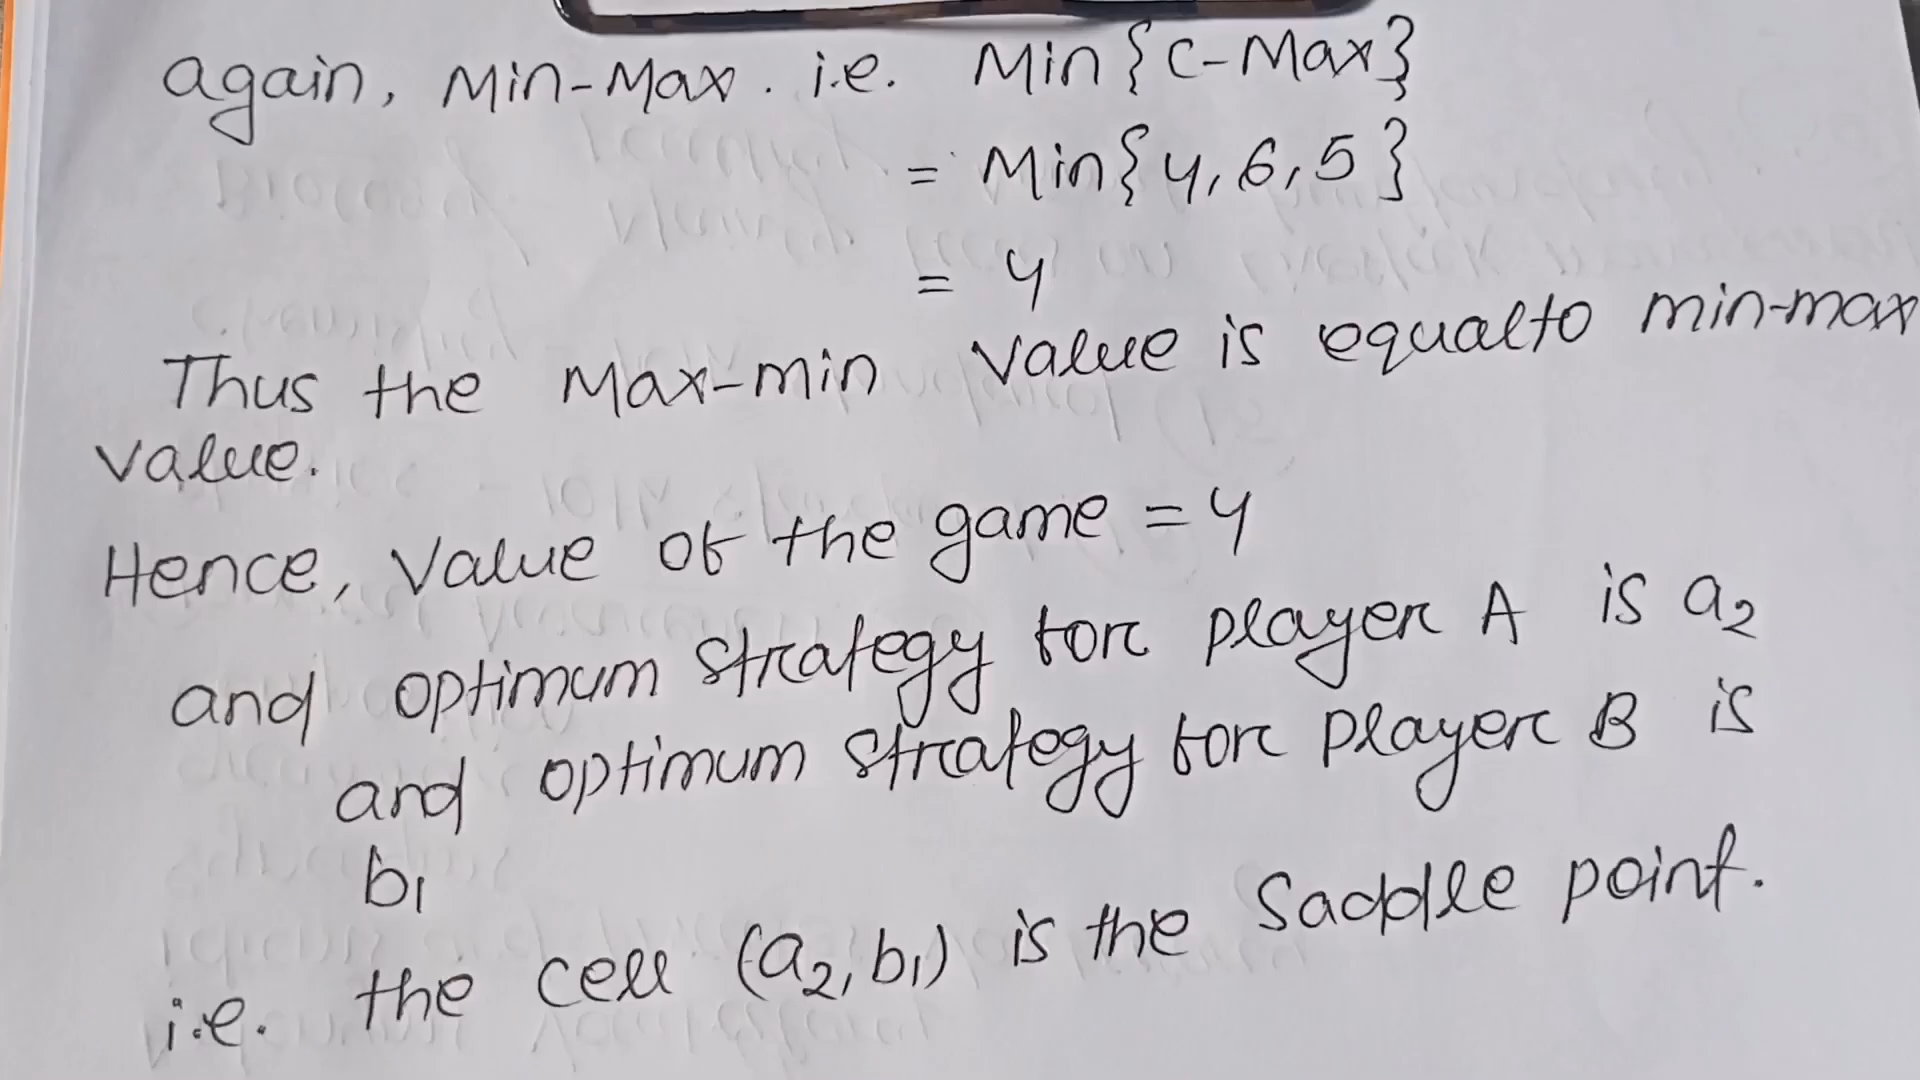 again, Min-Max. i.e. Min{C-Max}
= Min{4,6,5}
= 4
Thus the Max-min value is equal to min-max
value.
Hence, Value of the game = 4
and optimum strategy for player A is a₂
and optimum strategy for player B is
b₁
i.e. the cell (a₂, b₁) is the Saddle point.